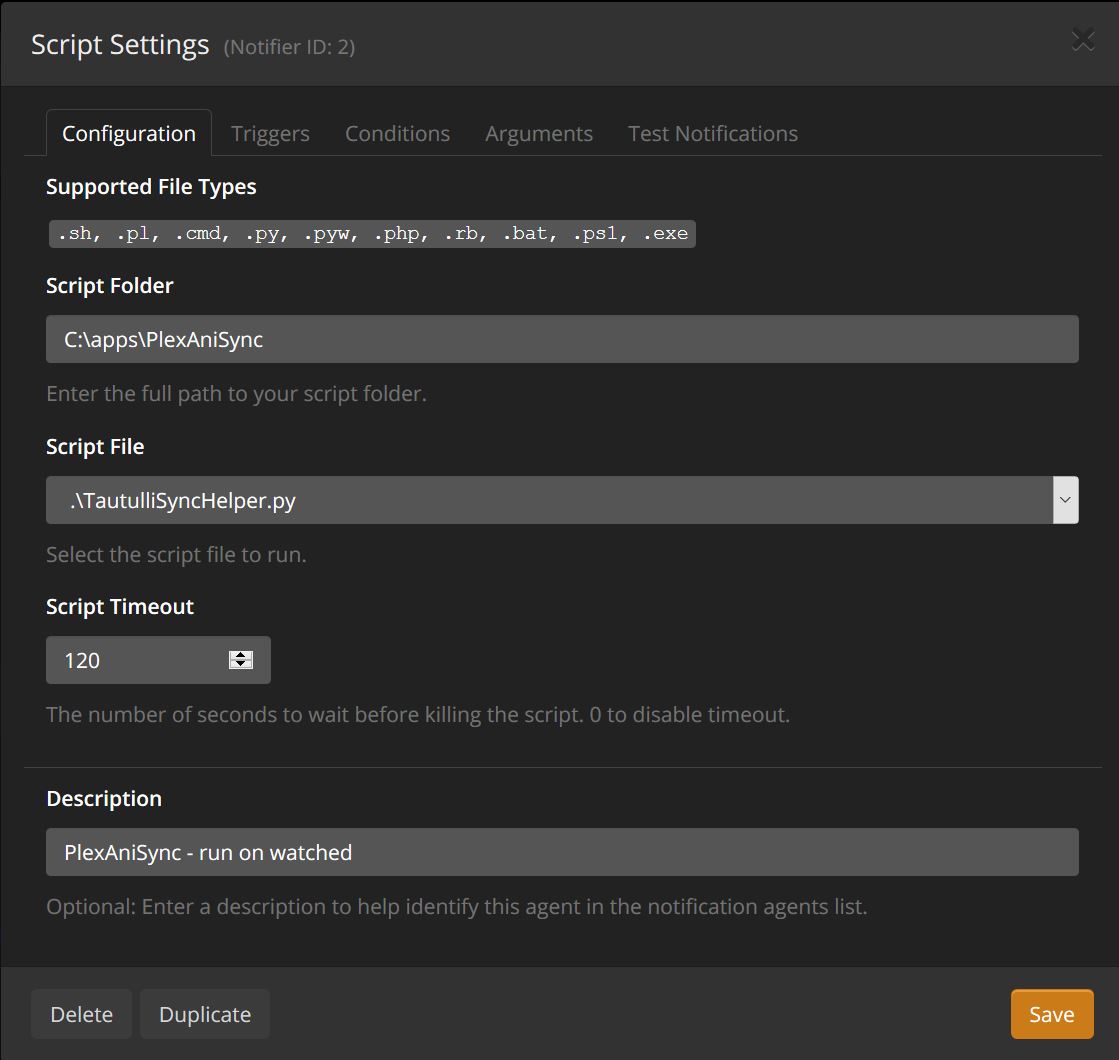 Script Settings (Notifier ID: 2)
Configuration Triggers Conditions Arguments Test Notifications
Supported File Types
.sh, .pl, .cmd, .py, .pyw, .php, .rb, .bat, .ps1, .exe
Script Folder
C:\apps\PlexAniSync
Enter the full path to your script folder.
Script File
.\TautulliSyncHelper.py
Select the script file to run.
Script Timeout
120
The number of seconds to wait before killing the script. 0 to disable timeout.
Description
PlexAniSync - run on watched
Optional: Enter a description to help identify this agent in the notification agents list.
Delete Duplicate Save